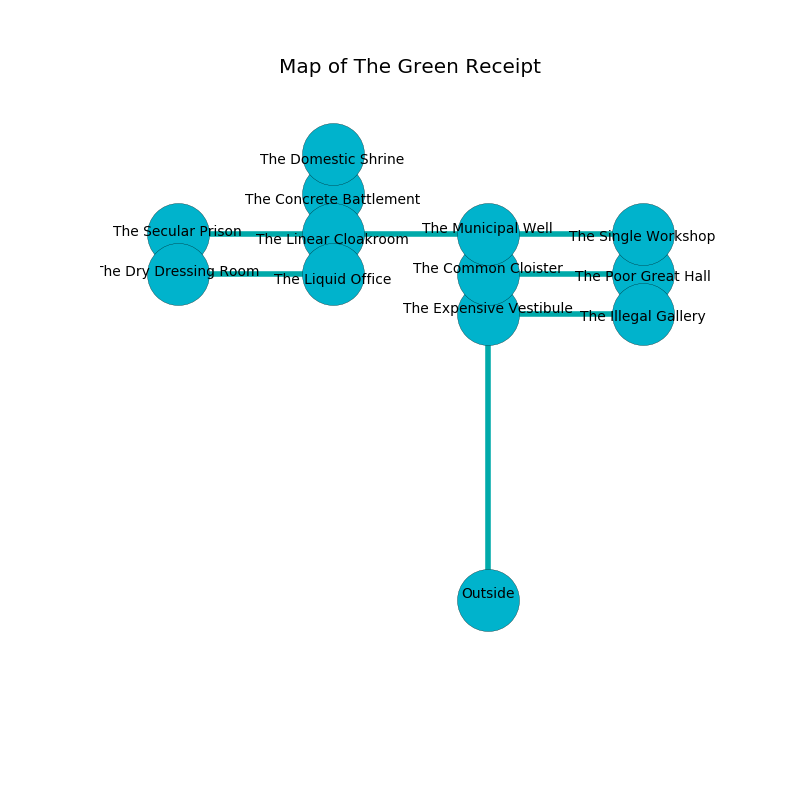 Map of The Green Receipt
The Domestic Shrine
The Concrete Battlement
The Municipal Well
The Secular Prison
The Single Workshop
The Linear Cloakroom
The Common Cloister
The Dry Dressing Room
The Poor Great Hall
The Liquid Office
The Expensive Vestibule
The Illegal Gallery
Outside